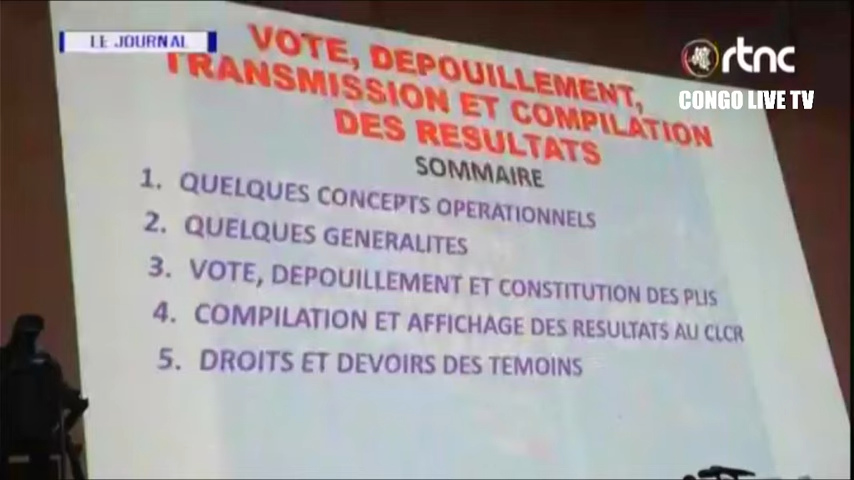 LE JOURNAL
rtnc
CONGO LIVE TV
VOTE, DEPOUILLEMENT,
TRANSMISSION ET COMPILATION
DES RESULTATS
SOMMAIRE
1. QUELQUES CONCEPTS OPERATIONNELS
2. QUELQUES GENERALITES
3. VOTE, DEPOUILLEMENT ET CONSTITUTION DES PLIS
4. COMPILATION ET AFFICHAGE DES RESULTATS AU CLCR
5. DROITS ET DEVOIRS DES TEMOINS